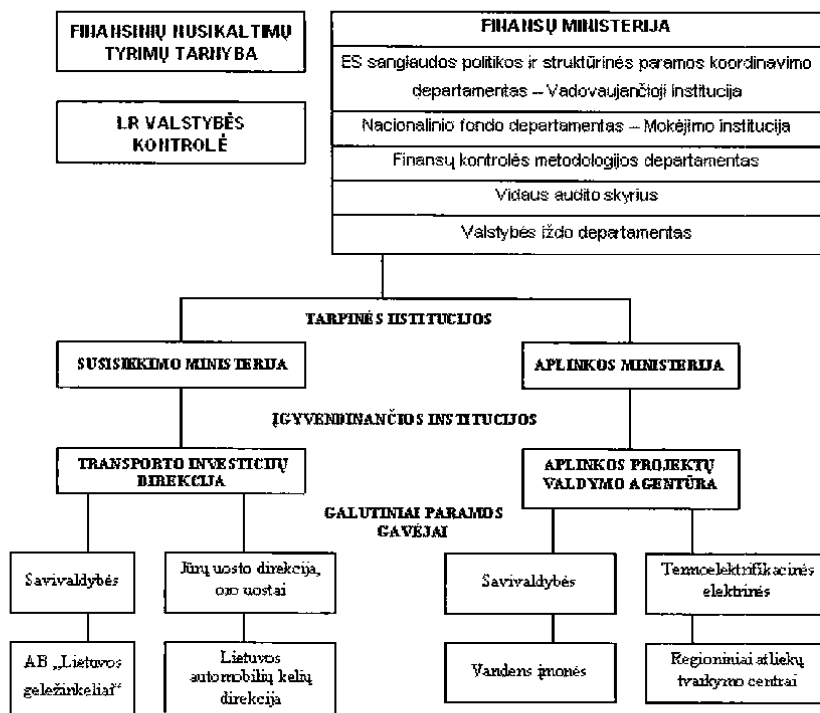 FINANSINIŲ NUSIKALTIMŲ
TYRIMŲ TARNYBA
LR VALSTYBĖS
KONTROLĖ
FINANSŲ MINISTERIJA
ES sanglaudos politikos ir struktūrinės paramos koordinavimo
departamentas – Vadovaujančioji institucija
Nacionalinio fondo departamentas – Mokėjimo institucija
Finansų kontrolės metodologijos departamentas
Vidaus audito skyrius
Valstybės iždo departamentas
TARPINĖS IISTITUCIJOS
SUSISIEKIMO MINISTERIJA
APLINKOS MINISTERIJA
ĮGYVENDINANČIOS INSTITUCIJOS
TRANSPORTO INVESTICIJŲ
DIREKCIJA
APLINKOS PROJEKTŲ
VALDYMO AGENTŪRA
GALUTINIAI PARAMOS
GAVĖJAI
Savivaldybės
Jūrų uosto direkcija,
oro uostai
Savivaldybės
Termoelektrifikacinės
elektrinės
AB „Lietuvos
geležinkeliai“
Lietuvos
automobilių kelių
direkcija
Vandens įmonės
Regioniniai atliekų
tvarkymo centrai